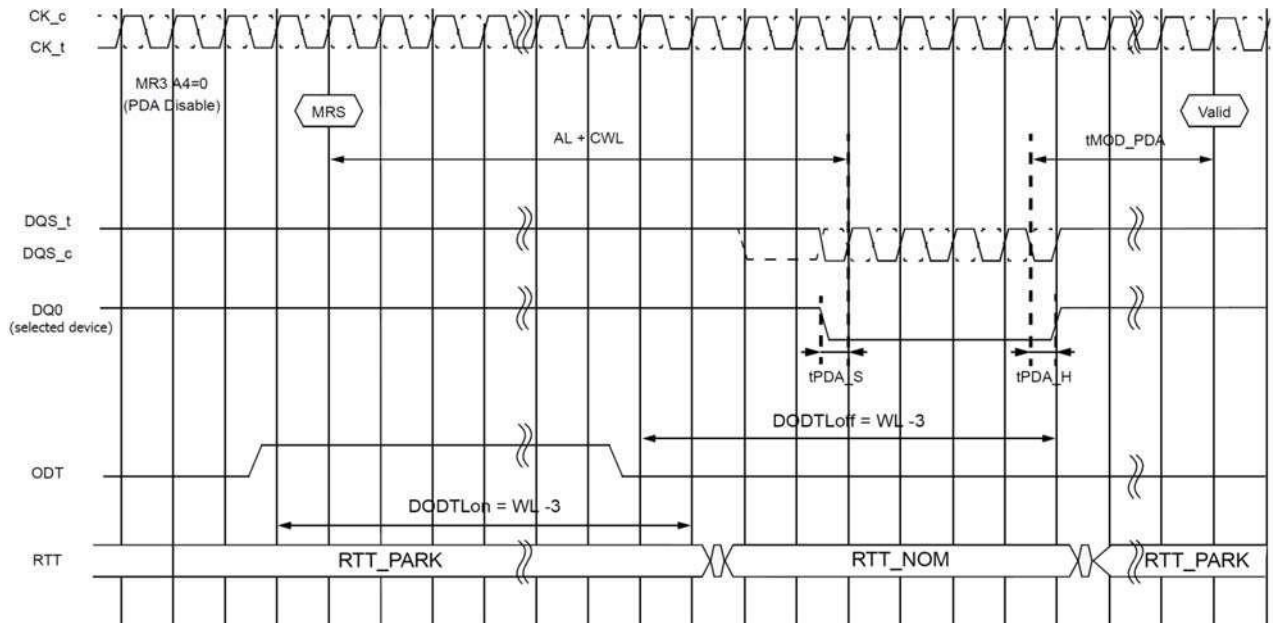 CK_c
CK_t
MR3 A4=0
(PDA Disable)
MRS
Valid
AL + CWL
tMOD_PDA
DQS_t
DQS_c
DQ0
(selected device)
tPDA_S
tPDA_H
DODTLoff = WL -3
ODT
DODTLon = WL -3
RTT
RTT_PARK
RTT_NOM
RTT_PARK